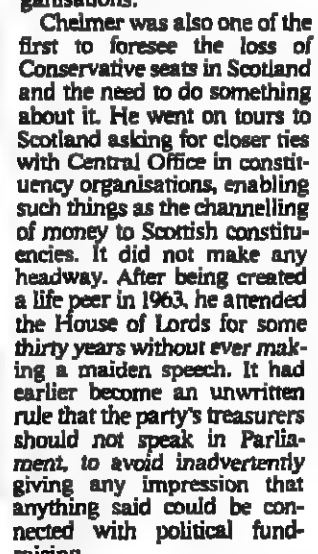 ganisations.
Chelmer was also one of the
first to foresee the loss of
Conservative seats in Scotland
and the need to do something
about it. He went on tours to
Scotland asking for closer ties
with Central Office in constit-
uency organisations, enabling
such things as the channelling
of money to Scottish constitu-
encies. It did not make any
headway. After being created
a life peer in 1963, he attended
the House of Lords for some
thirty years without ever mak-
ing a maiden speech. It had
earlier become an unwritten
rule that the party's treasurers
should not speak in Parlia-
ment, to avoid inadvertently
giving any impression that
anything said could be con-
nected with political fund-
raising.